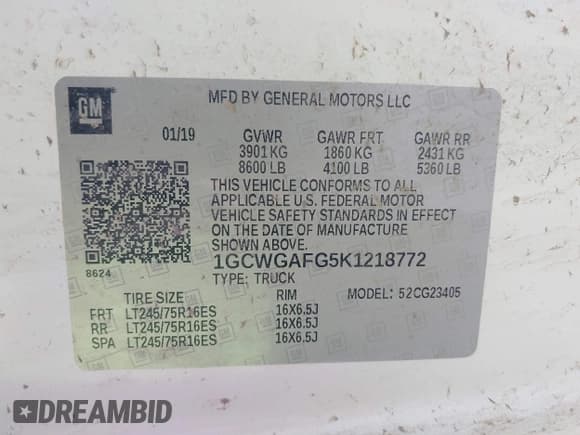 GM
MFD BY GENERAL MOTORS LLC
01/19 GVWR GAWR FRT GAWR RR
3901 KG 1860 KG 2431 KG
8600 LB 4100 LB 5360 LB
THIS VEHICLE CONFORMS TO ALL
APPLICABLE U.S. FEDERAL MOTOR
VEHICLE SAFETY STANDARDS IN EFFECT
ON THE DATE OF MANUFACTURE
SHOWN ABOVE.
8624 1GCWGAFG5K1218772
TYPE: TRUCK
TIRE SIZE RIM MODEL: 52CG23405
FRT LT245/75R16ES 16X6.5J
RR LT245/75R16ES 16X6.5J
SPA LT245/75R16ES 16X6.5J
DREAMBID